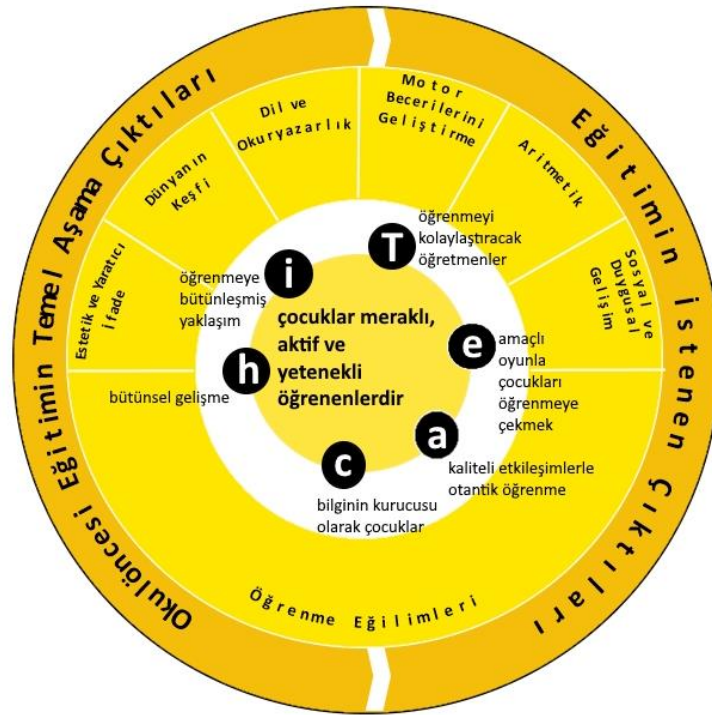 Okulöncesi Eğitimin Temel Aşama Çıktıları
Eğitimin İstenen Çıktıları
Estetik ve Yaratıcı
İfade
Dünyanın
Keşfi
Dil ve
Okuryazarlık
Motor
Becerilerini
Geliştirme
Aritmetik
Sosyal ve
Duygusal
Gelişim
Öğrenme Eğilimleri
i
öğrenmeye
bütünleşmiş
yaklaşım
T
öğrenmeyi
kolaylaştıracak
öğretmenler
e
amaçlı
oyunla
çocukları
öğrenmeye
çekmek
a
kaliteli etkileşimlerle
otantik öğrenme
c
bilginin kurucusu
olarak çocuklar
h
bütünsel gelişme
çocuklar meraklı,
aktif ve
yetenekli
öğrenenlerdir